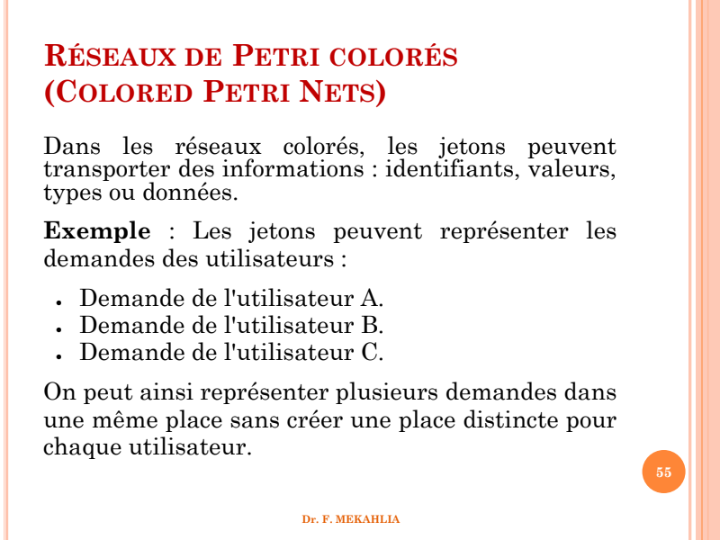 RÉSEAUX DE PETRI COLORÉS
(COLORED PETRI NETS)
Dans les réseaux colorés, les jetons peuvent
transporter des informations : identifiants, valeurs,
types ou données.
Exemple : Les jetons peuvent représenter les
demandes des utilisateurs :
• Demande de l'utilisateur A.
• Demande de l'utilisateur B.
• Demande de l'utilisateur C.
On peut ainsi représenter plusieurs demandes dans
une même place sans créer une place distincte pour
chaque utilisateur.
55
Dr. F. MEKAHLIA